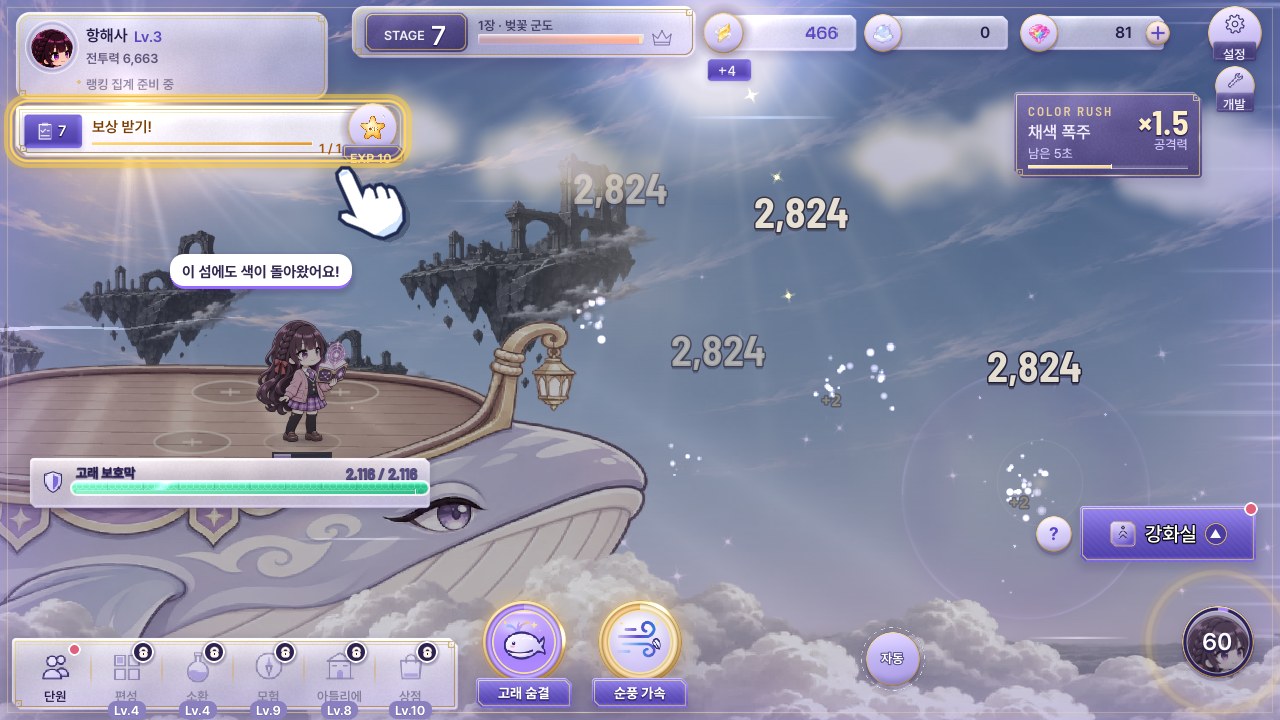 항해사 Lv.3
전투력 6,663
랭킹 집계 준비 중
STAGE 7
1장 · 벚꽃 군도
466
+4
0
81
설정
개발
7
보상 받기!
1/1
EXP 10
COLOR RUSH
채색 폭주
남은 5초
×1.5
공격력
2,824
2,824
이 섬에도 색이 돌아왔어요!
2,824
2,824
+2
고래 보호막
2,116 / 2,116
+2
?
강화실
단원
편성
Lv.4
소환
Lv.4
모험
Lv.9
아틀리에
Lv.8
상점
Lv.10
고래 숨결
순풍 가속
자동
60